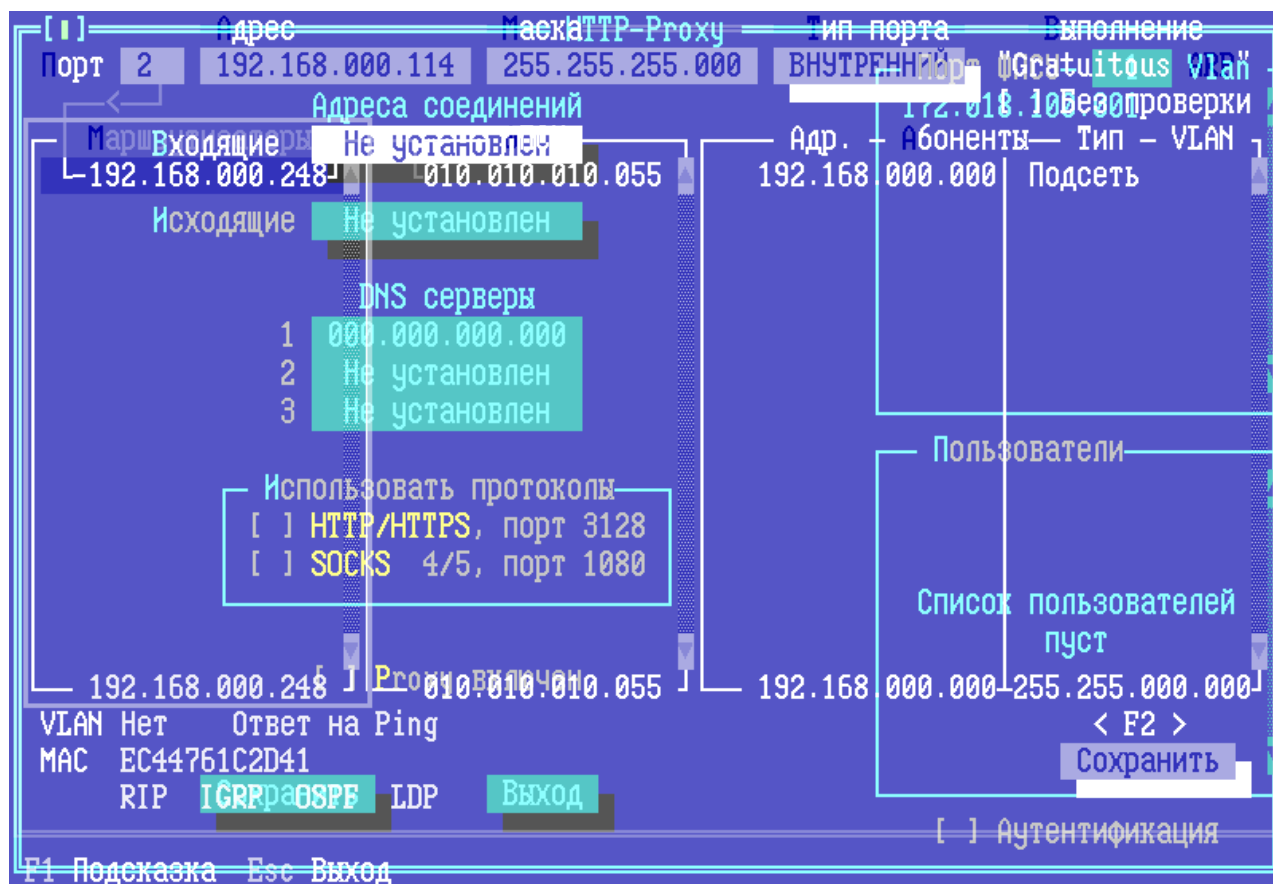 Адрес Маска HTTP-Proxy Тип порта Выполнение
Порт 2 192.168.000.114 255.255.255.000 ВНУТРЕННИЙ "Gratuitous ARP"
1 Vlan
Адреса соединений [ ] Без проверки
Входящие Не установлен Адр. Абоненты Тип VLAN
192.168.000.248 010.010.010.055 192.168.000.000 Подсеть
Исходящие Не установлен
DNS серверы
1 000.000.000.000
2 Не установлен
3 Не установлен
Пользователи
Использовать протоколы
[ ] HTTP/HTTPS, порт 3128
[ ] SOCKS 4/5, порт 1080
Список пользователей
пуст
[ ] Proxy включен
192.168.000.248 010.010.010.055 192.168.000.000 255.255.000.000
VLAN Нет Ответ на Ping < F2 >
MAC EC44761C2D41 Сохранить
RIP IGRP OSPF LDP Сохранить Выход
[ ] Аутентификация
F1 Подсказка Esc Выход